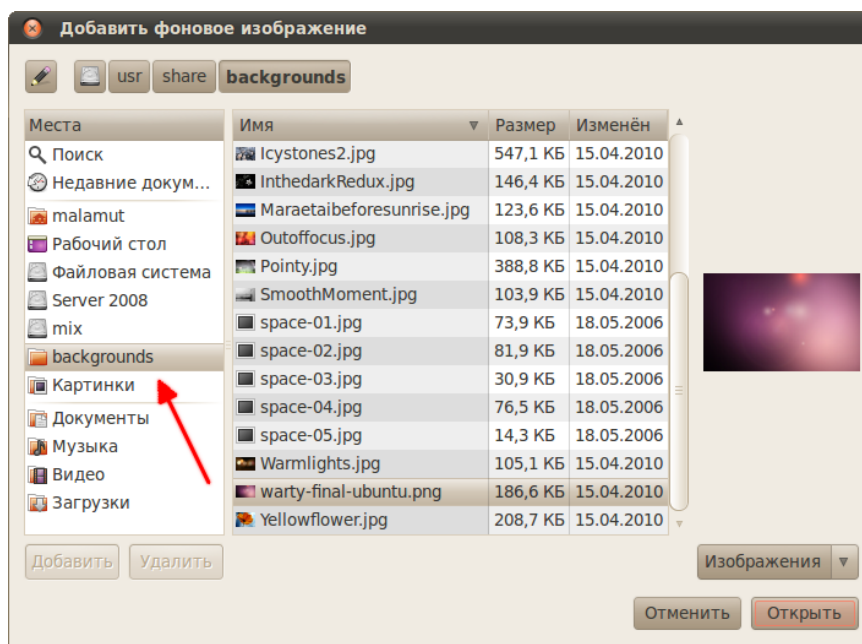 Добавить фоновое изображение
usr share backgrounds
Места
Поиск
Недавние докум...
malamut
Рабочий стол
Файловая система
Server 2008
mix
backgrounds
Картинки
Документы
Музыка
Видео
Загрузки
Имя Размер Изменён
Icystones2.jpg 547,1 КБ 15.04.2010
InthedarkRedux.jpg 146,4 КБ 15.04.2010
Maraetaibeforesunrise.jpg 123,6 КБ 15.04.2010
Outoffocus.jpg 108,3 КБ 15.04.2010
Pointy.jpg 388,8 КБ 15.04.2010
SmoothMoment.jpg 103,9 КБ 15.04.2010
space-01.jpg 73,9 КБ 18.05.2006
space-02.jpg 81,9 КБ 18.05.2006
space-03.jpg 30,9 КБ 18.05.2006
space-04.jpg 76,5 КБ 18.05.2006
space-05.jpg 14,3 КБ 18.05.2006
Warmlights.jpg 105,1 КБ 15.04.2010
warty-final-ubuntu.png 186,6 КБ 15.04.2010
Yellowflower.jpg 208,7 КБ 15.04.2010
Добавить Удалить
Изображения
Отменить Открыть